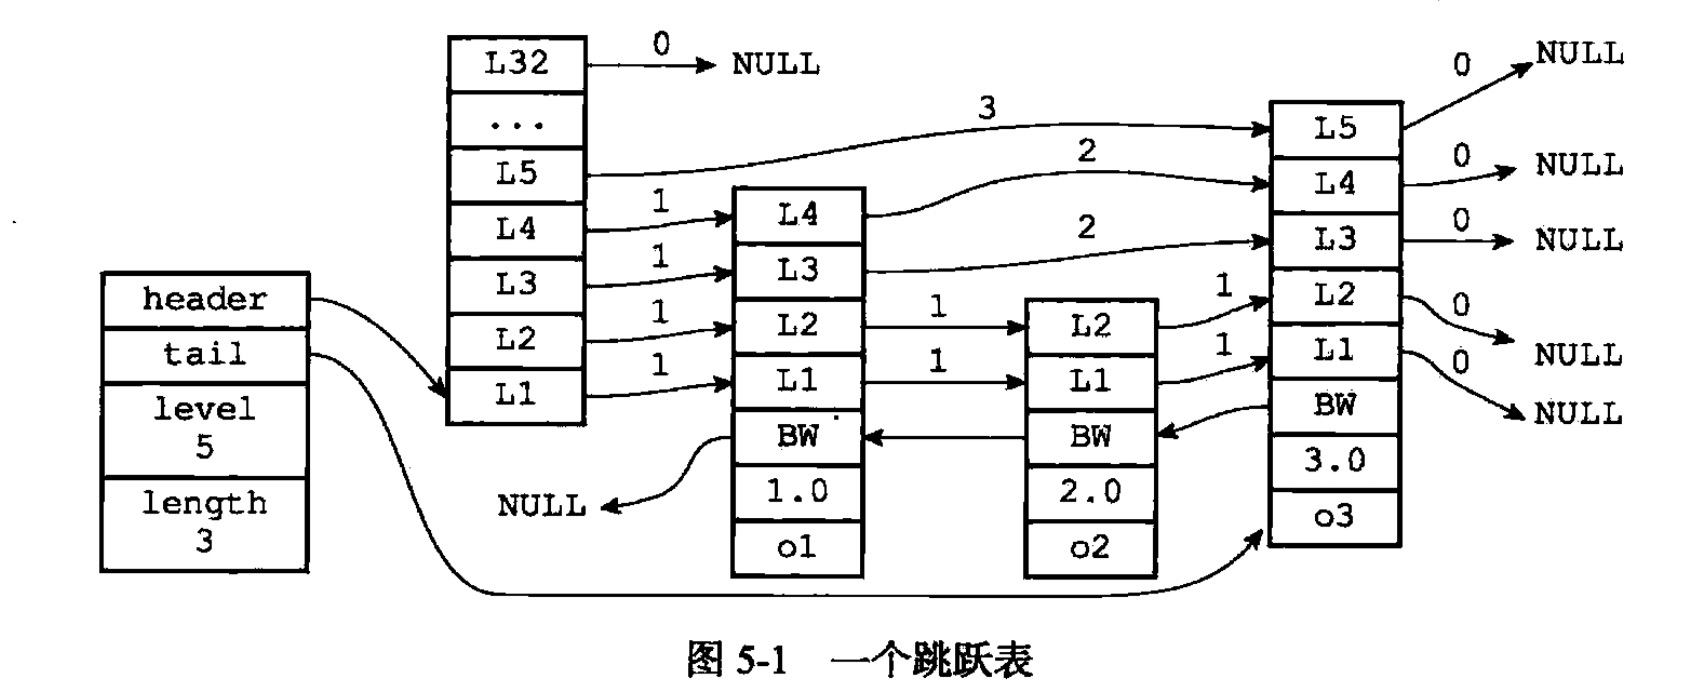 header
tail
level
5
length
3
L32
...
L5
L4
L3
L2
L1
0
NULL
3
1
1
1
1
L4
L3
L2
L1
BW
1.0
o1
NULL
2
2
1
1
L2
L1
BW
2.0
o2
1
1
L5
L4
L3
L2
L1
BW
3.0
o3
0
NULL
0
NULL
0
NULL
0
NULL
0
NULL
图 5-1 一个跳跃表